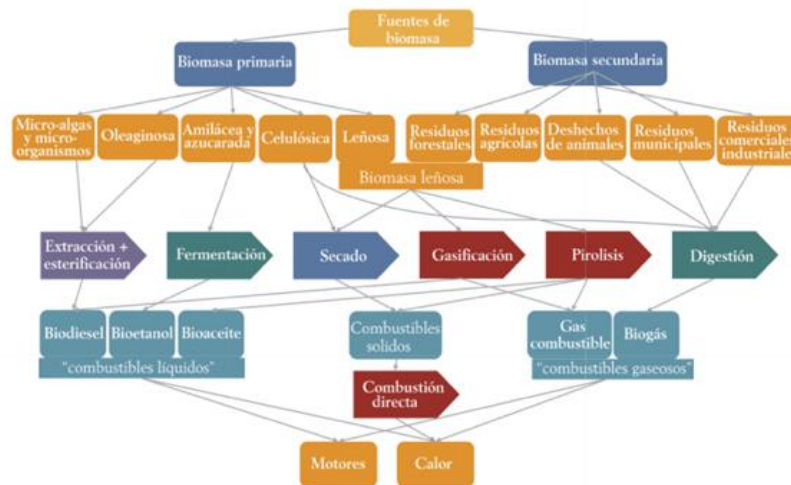 Fuentes de
biomasa
Biomasa primaria
Biomasa secundaria
Micro-algas
y micro-
organismos
Oleaginosa
Amilácea y
azucarada
Celulósica
Leñosa
Residuos
forestales
Residuos
agrícolas
Deshechos
de animales
Residuos
municipales
Residuos
comerciales
industriale
Biomasa leñosa
Extracción +
esterificación
Fermentación
Secado
Gasificación
Pirolisis
Digestión
Biodiesel
Bioetanol
Bioaceite
"combustibles líquidos"
Combustibles
solidos
Gas
combustible
Biogás
"combustibles gaseosos"
Combustión
directa
Motores
Calor